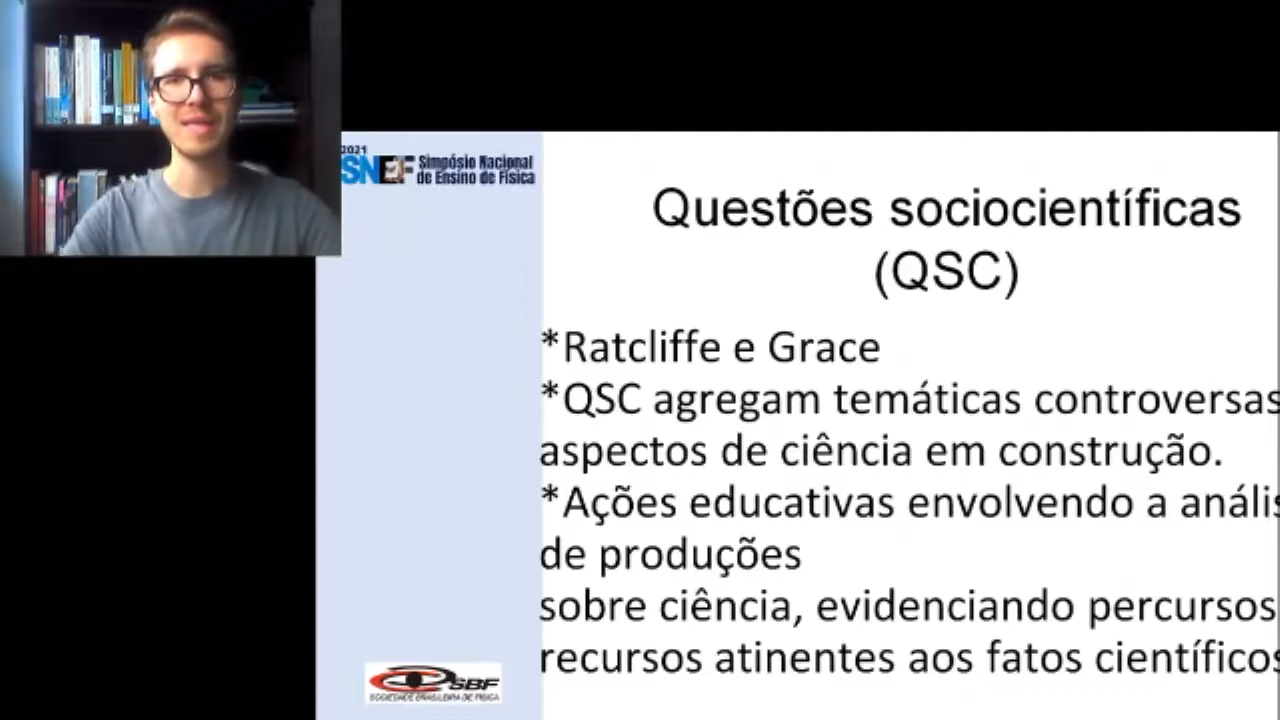 2021
SNEF Simpósio Nacional
de Ensino de Física
Questões sociocientíficas
(QSC)
*Ratcliffe e Grace
*QSC agregam temáticas controversas
aspectos de ciência em construção.
*Ações educativas envolvendo a anális
de produções
sobre ciência, evidenciando percursos
recursos atinentes aos fatos científicos
SBF
SOCIEDADE BRASILEIRA DE FÍSICA